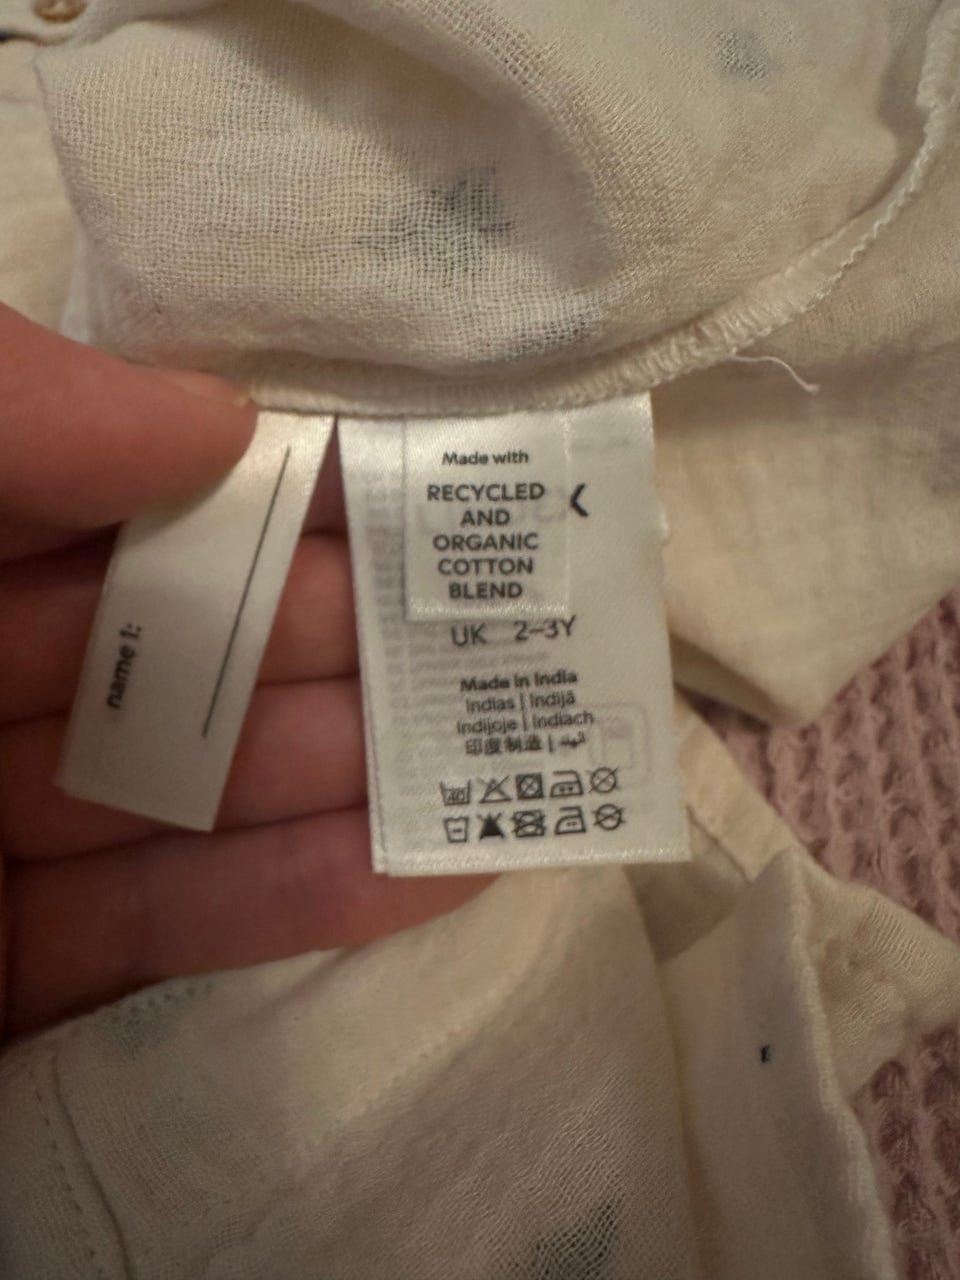 Made with
RECYCLED
AND
ORGANIC
COTTON
BLEND
UK 2–3Y
Made in India
Indias | Indijā
Indijoje | Indiach
印度制造 | الهند
40
name 1: